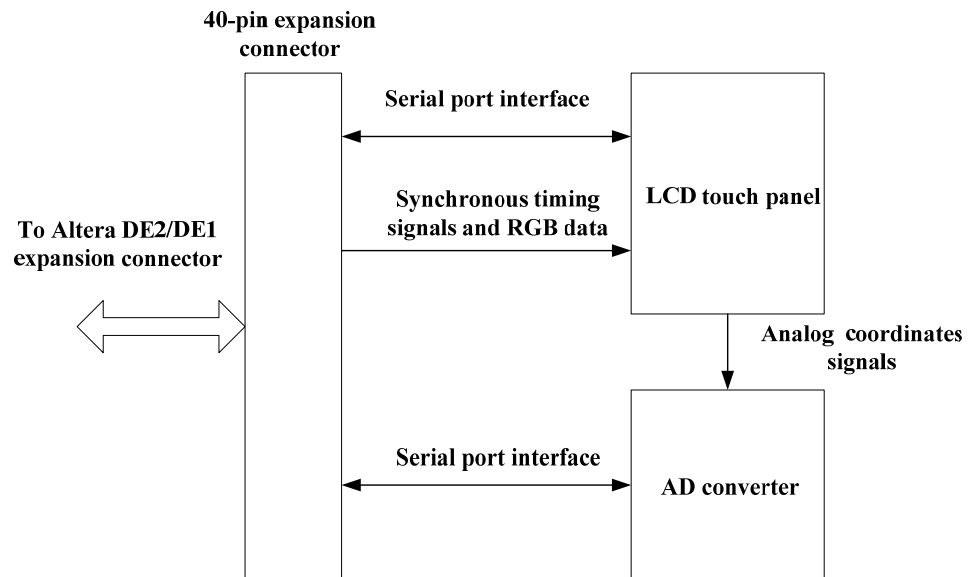 40-pin expansion
connector
Serial port interface
Synchronous timing
signals and RGB data
LCD touch panel
To Altera DE2/DE1
expansion connector
Analog coordinates
signals
Serial port interface
AD converter